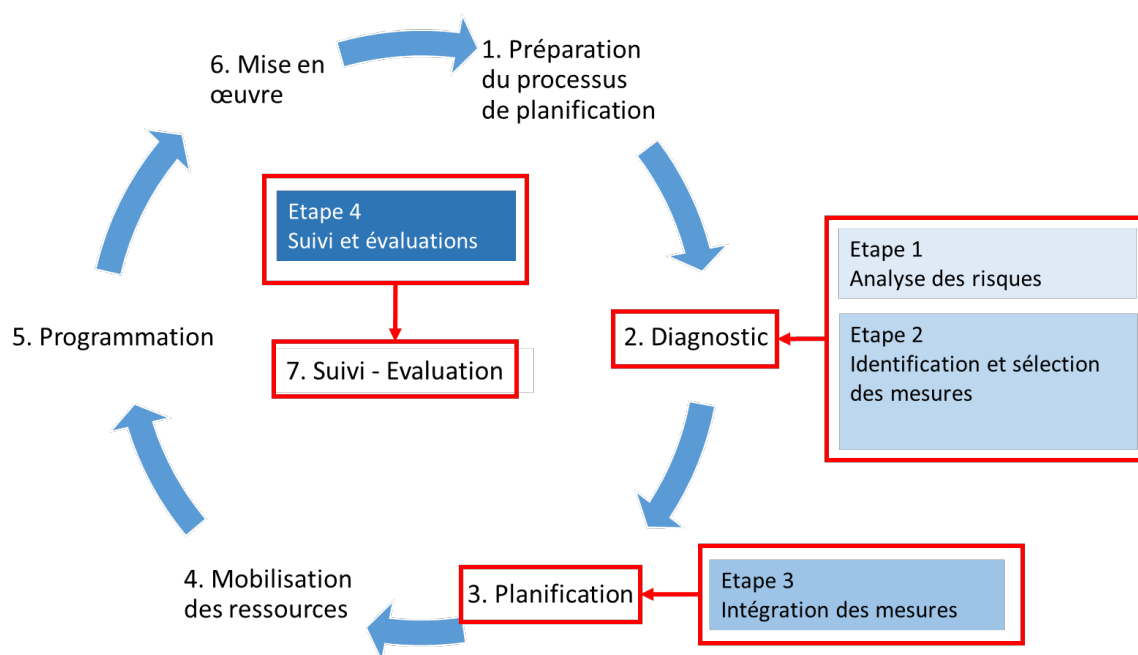 1. Préparation
du processus
de planification
6. Mise en
œuvre
Etape 4
Suivi et évaluations
Etape 1
Analyse des risques
5. Programmation
2. Diagnostic
Etape 2
Identification et sélection
des mesures
7. Suivi - Evaluation
4. Mobilisation
des ressources
3. Planification
Etape 3
Intégration des mesures